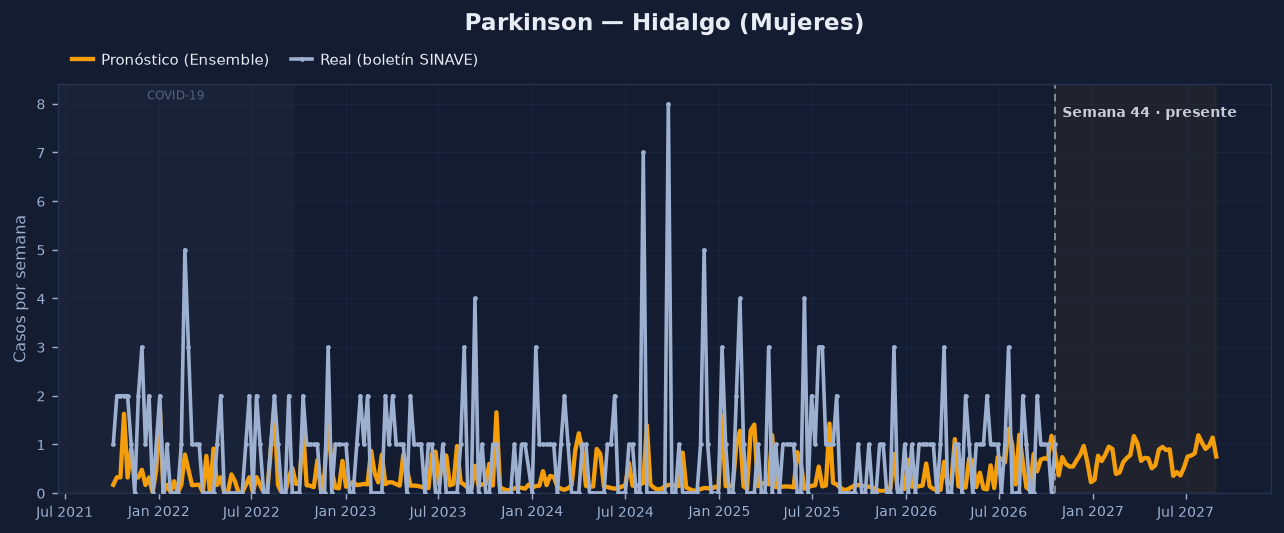 Parkinson — Hidalgo (Mujeres)
Pronóstico (Ensemble)
Real (boletín SINAVE)
COVID-19
Semana 44 · presente
Casos por semana
8
7
6
5
4
3
2
1
0
Jul 2021
Jan 2022
Jul 2022
Jan 2023
Jul 2023
Jan 2024
Jul 2024
Jan 2025
Jul 2025
Jan 2026
Jul 2026
Jan 2027
Jul 2027